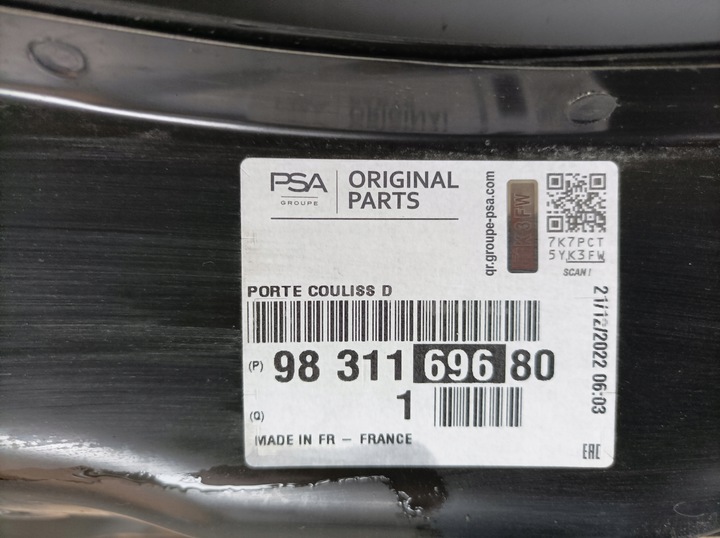 PSA
GROUPE
ORIGINAL
PARTS
qr.groupe-psa.com
K3FW
7K7PCT
5YK3FW
SCAN!
PORTE COULISS D
21/12/2022 06:03
(P) 98 311 696 80
(Q) 1
MADE IN FR - FRANCE
EAC